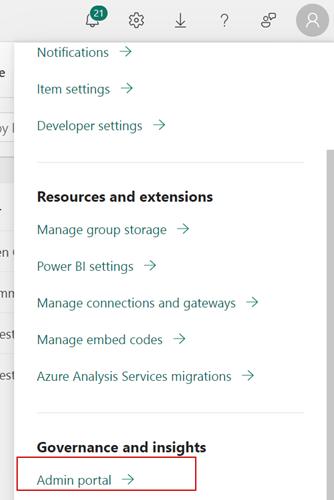 21
Notifications
Item settings
Developer settings
Resources and extensions
Manage group storage
Power BI settings
Manage connections and gateways
Manage embed codes
Azure Analysis Services migrations
Governance and insights
Admin portal